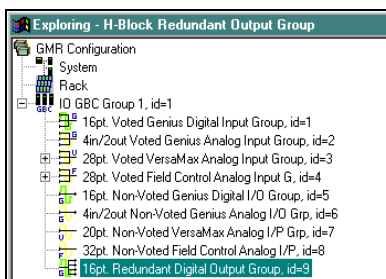 Exploring - H-Block Redundant Output Group
GMR Configuration
System
Rack
IO GBC Group 1, id=1
16pt. Voted Genius Digital Input Group, id=1
4in/2out Voted Genius Analog Input Group, id=2
28pt. Voted VersaMax Analog Input Group, id=3
28pt. Voted Field Control Analog Input G, id=4
16pt. Non-Voted Genius Digital I/O Group, id=5
4in/2out Non-Voted Genius Analog I/O Grp, id=6
20pt. Non-Voted VersaMax Analog I/P Grp, id=7
32pt. Non-Voted Field Control Analog I/P, id=8
16pt. Redundant Digital Output Group, id=9